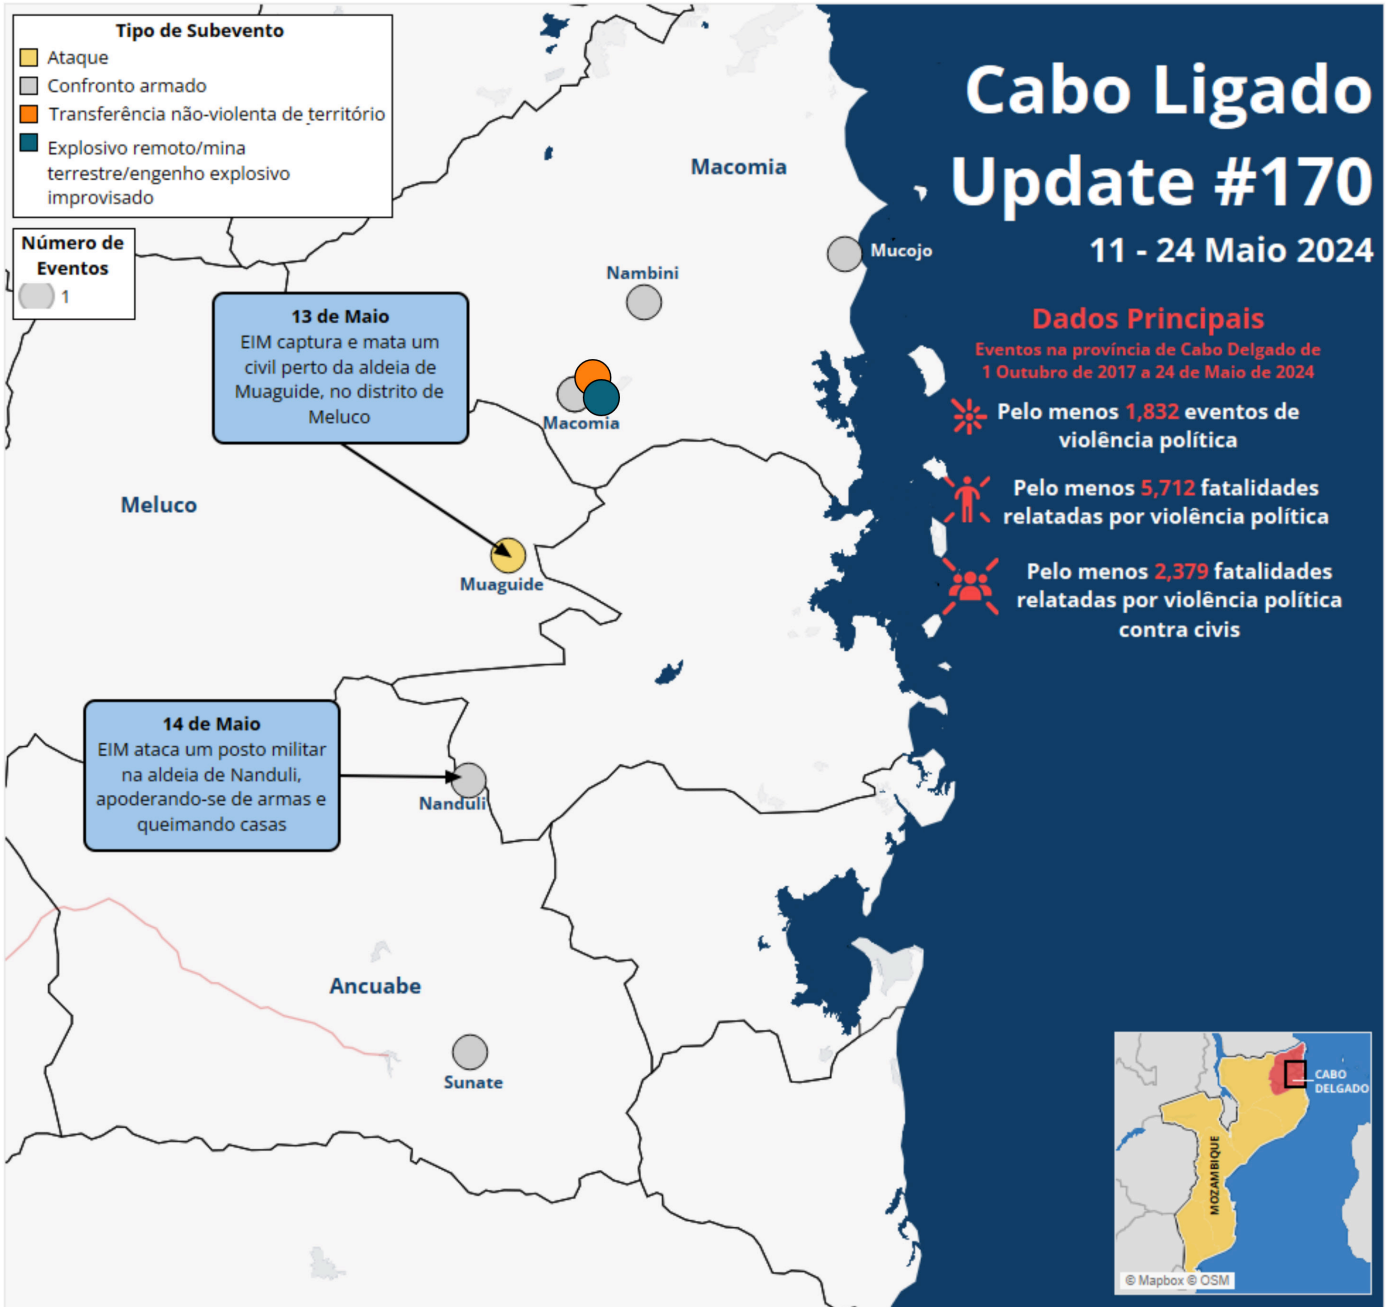 Tipo de Subevento
Ataque
Confronto armado
Transferência não-violenta de território
Explosivo remoto/mina
terrestre/engenho explosivo
improvisado
Número de
Eventos
1
Cabo Ligado
Update #170
11 - 24 Maio 2024
Dados Principais
Eventos na província de Cabo Delgado de
1 Outubro de 2017 a 24 de Maio de 2024
Pelo menos 1,832 eventos de
violência política
Pelo menos 5,712 fatalidades
relatadas por violência política
Pelo menos 2,379 fatalidades
relatadas por violência política
contra civis
Macomia
Mucojo
Nambini
13 de Maio
EIM captura e mata um
civil perto da aldeia de
Muaguide, no distrito de
Meluco
Macomia
Meluco
Muaguide
14 de Maio
EIM ataca um posto militar
na aldeia de Nanduli,
apoderando-se de armas e
queimando casas
Nanduli
Ancuabe
Sunate
CABO
DELGADO
MOZAMBIQUE
© Mapbox © OSM